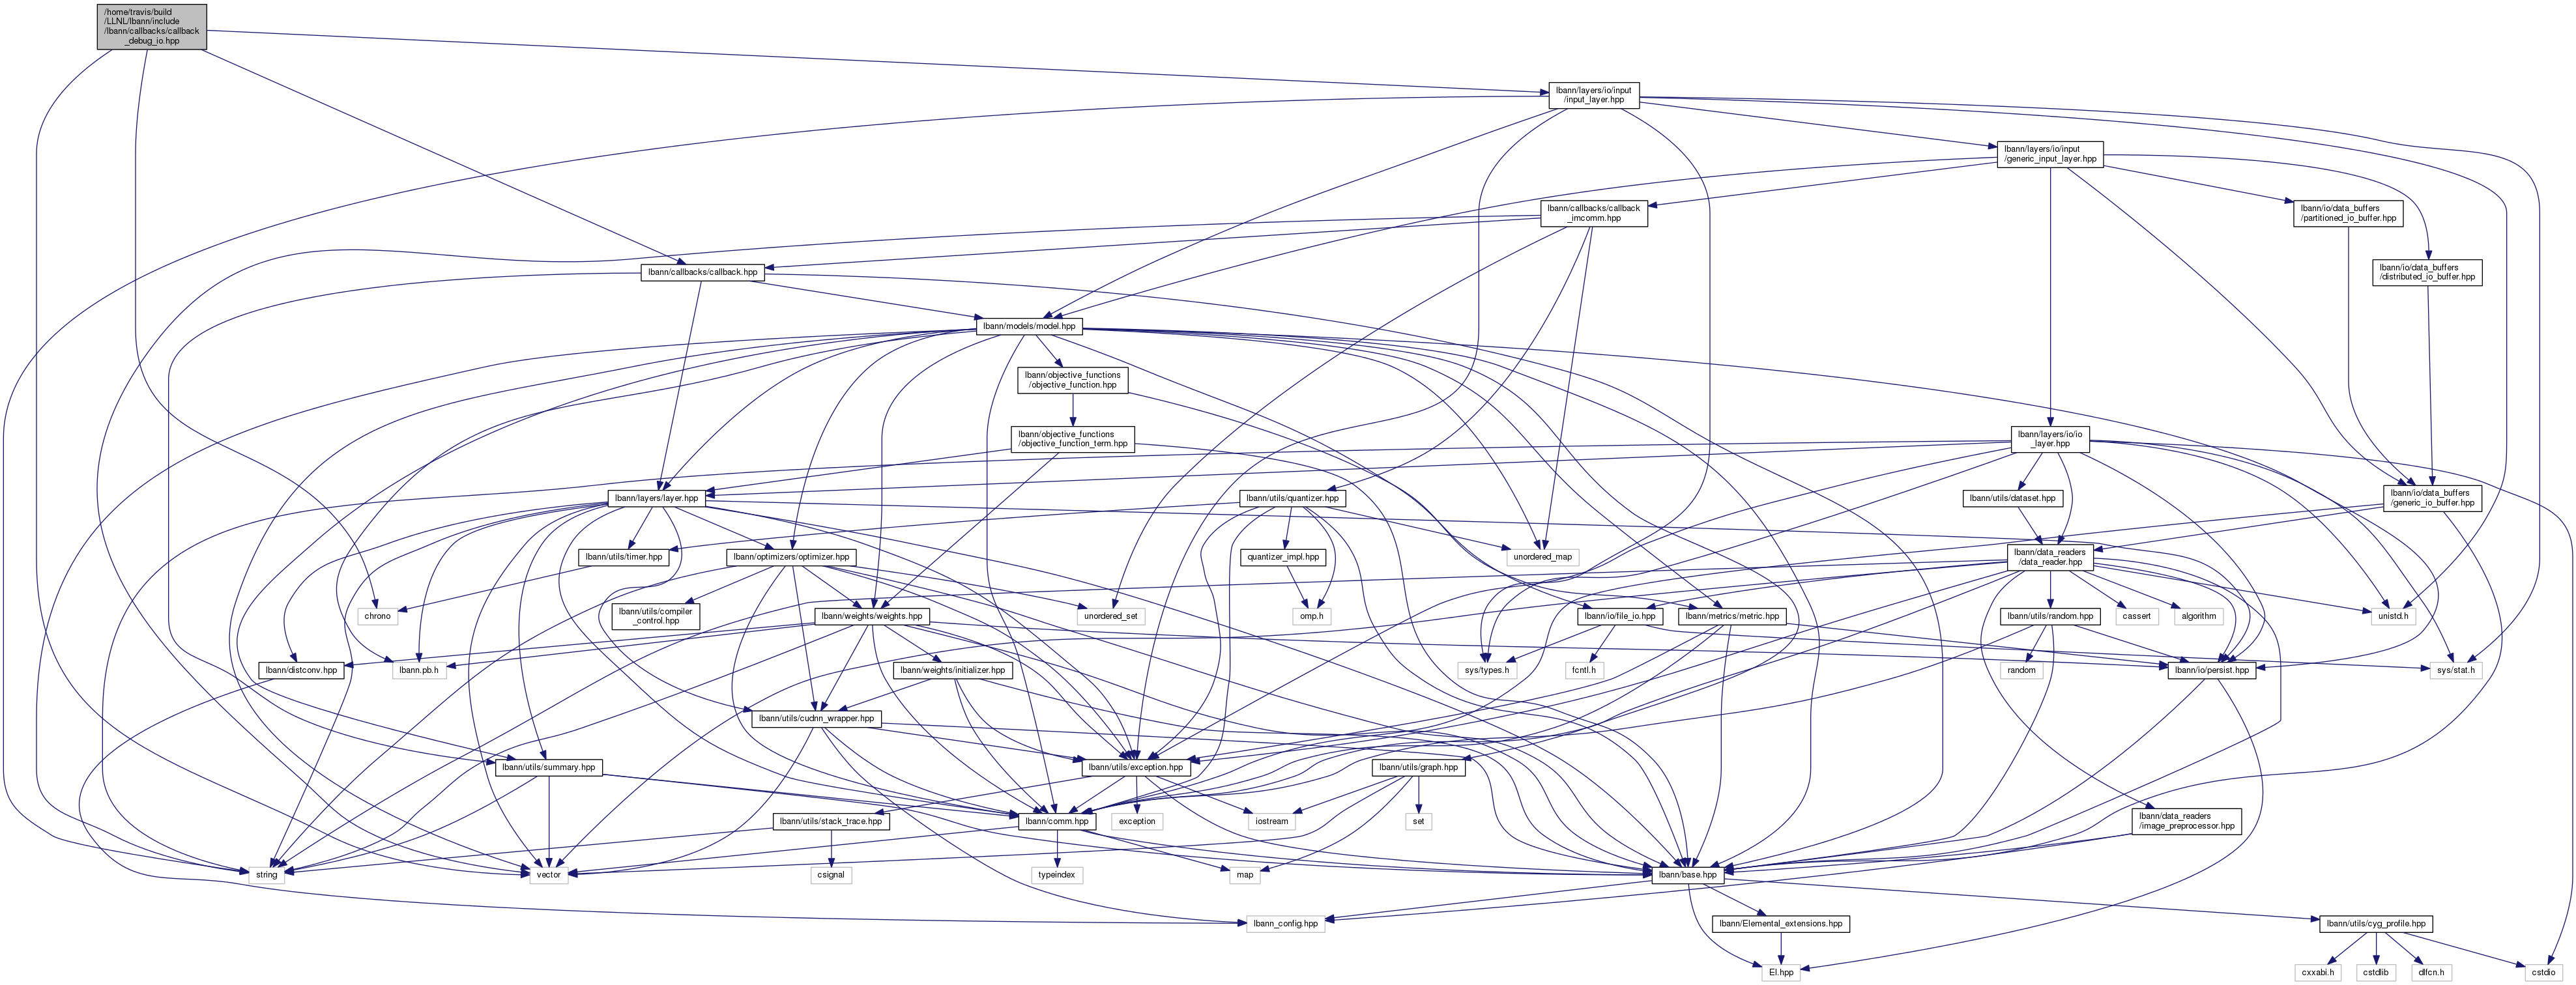 /home/travis/build
/LLNL/lbann/include
/lbann/callbacks/callback
_debug_io.hpp
lbann/layers/io/input
/input_layer.hpp
lbann/layers/io/input
/generic_input_layer.hpp
lbann/callbacks/callback
_imcomm.hpp
lbann/io/data_buffers
/partitioned_io_buffer.hpp
lbann/callbacks/callback.hpp
lbann/io/data_buffers
/distributed_io_buffer.hpp
lbann/models/model.hpp
lbann/objective_functions
/objective_function.hpp
lbann/objective_functions
/objective_function_term.hpp
lbann/layers/io/io
_layer.hpp
lbann/layers/layer.hpp
lbann/utils/quantizer.hpp
lbann/utils/dataset.hpp
lbann/io/data_buffers
/generic_io_buffer.hpp
lbann/utils/timer.hpp
lbann/optimizers/optimizer.hpp
quantizer_impl.hpp
unordered_map
lbann/data_readers
/data_reader.hpp
chrono
lbann/utils/compiler
_control.hpp
lbann/weights/weights.hpp
unordered_set
omp.h
lbann/io/file_io.hpp
lbann/metrics/metric.hpp
lbann/utils/random.hpp
cassert
algorithm
unistd.h
lbann/distconv.hpp
lbann.pb.h
lbann/weights/initializer.hpp
sys/types.h
fcntl.h
random
lbann/io/persist.hpp
sys/stat.h
lbann/utils/cudnn_wrapper.hpp
lbann/utils/summary.hpp
lbann/utils/exception.hpp
lbann/utils/graph.hpp
lbann/utils/stack_trace.hpp
lbann/comm.hpp
exception
iostream
set
lbann/data_readers
/image_preprocessor.hpp
string
vector
csignal
typeindex
map
lbann/base.hpp
lbann_config.hpp
lbann/Elemental_extensions.hpp
lbann/utils/cyg_profile.hpp
El.hpp
cxxabi.h
cstdlib
dlfcn.h
cstdio